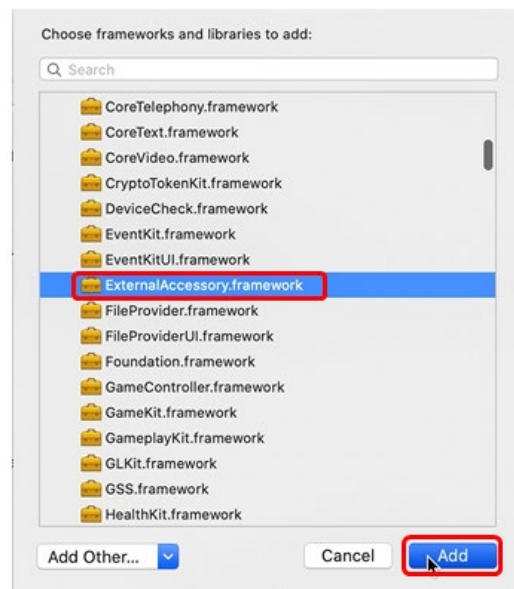 Choose frameworks and libraries to add:
Search
CoreTelephony.framework
CoreText.framework
CoreVideo.framework
CryptoTokenKit.framework
DeviceCheck.framework
EventKit.framework
EventKitUI.framework
ExternalAccessory.framework
FileProvider.framework
FileProviderUI.framework
Foundation.framework
GameController.framework
GameKit.framework
GameplayKit.framework
GLKit.framework
GSS.framework
HealthKit.framework
Add Other... Cancel Add